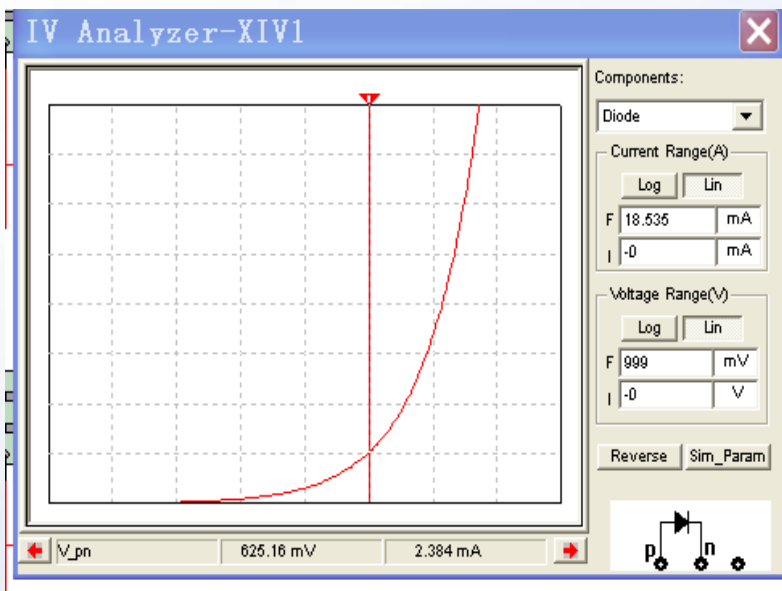 IV Analyzer-XIV1
Components:
Diode
Current Range(A)
Log Lin
F 18.535 mA
I -0 mA
Voltage Range(V)
Log Lin
F 999 mV
I -0 V
Reverse Sim_Param
p n
V_pn 625.16 mV 2.384 mA